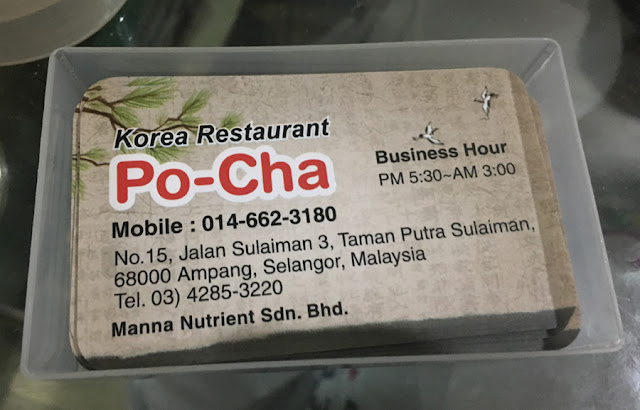 Korea Restaurant
Po-Cha
Business Hour
PM 5:30~AM 3:00
Mobile : 014-662-3180
No.15, Jalan Sulaiman 3, Taman Putra Sulaiman,
68000 Ampang, Selangor, Malaysia
Tel. 03) 4285-3220
Manna Nutrient Sdn. Bhd.